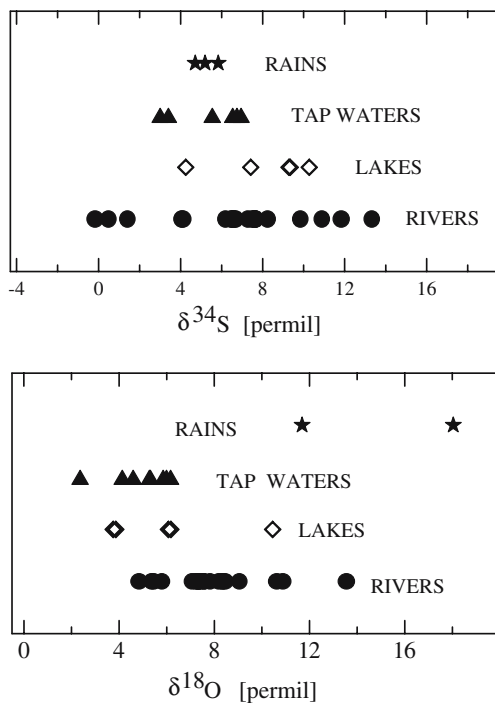 RAINS
TAP WATERS
LAKES
RIVERS
-4 0 4 8 12 16
δ34S [permil]
RAINS
TAP WATERS
LAKES
RIVERS
0 4 8 12 16
δ18O [permil]